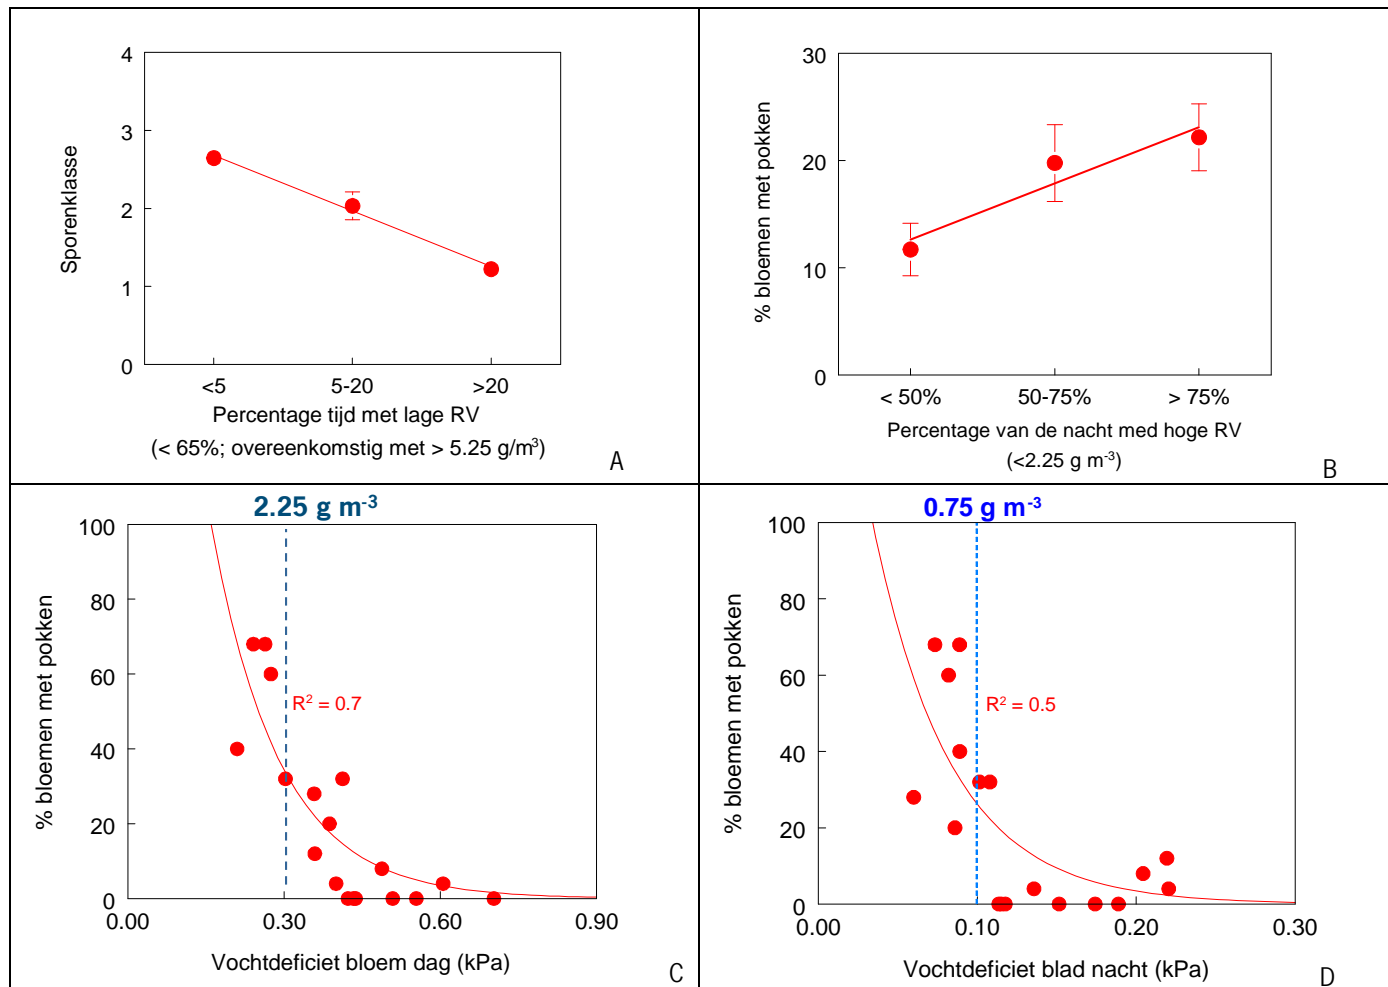 4
3
2
1
0
Sporenklasse
<5 5-20 >20
Percentage tijd met lage RV
(< 65%; overeenkomstig met > 5.25 g/m³)
A
30
20
10
0
% bloemen met pokken
< 50% 50-75% > 75%
Percentage van de nacht med hoge RV
(<2.25 g m⁻³)
B
2.25 g m⁻³
100
80
60
40
20
0
% bloemen met pokken
R² = 0.7
0.00 0.30 0.60 0.90
Vochtdeficiet bloem dag (kPa)
C
0.75 g m⁻³
100
80
60
40
20
0
% bloemen met pokken
R² = 0.5
0.00 0.10 0.20 0.30
Vochtdeficiet blad nacht (kPa)
D